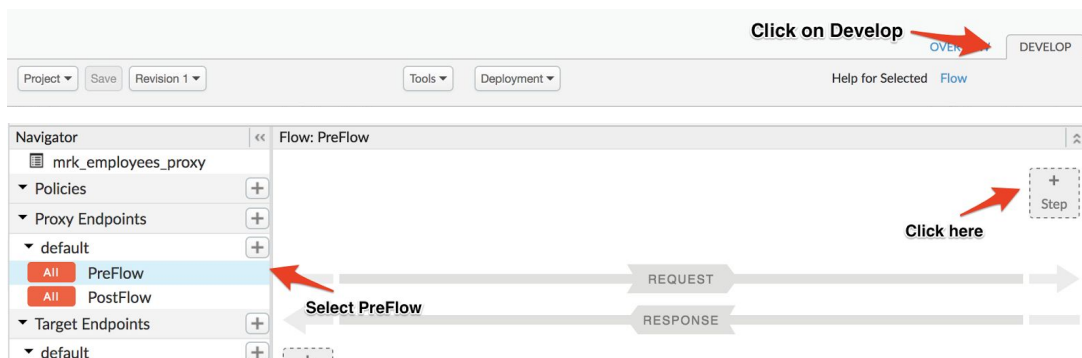 Click on Develop
OVERVIEW DEVELOP
Project Save Revision 1 Tools Deployment Help for Selected Flow
Navigator Flow: PreFlow
mrk_employees_proxy
Policies
+ Step
Proxy Endpoints
Click here
default
All PreFlow
REQUEST
All PostFlow
Select PreFlow
Target Endpoints
RESPONSE
default